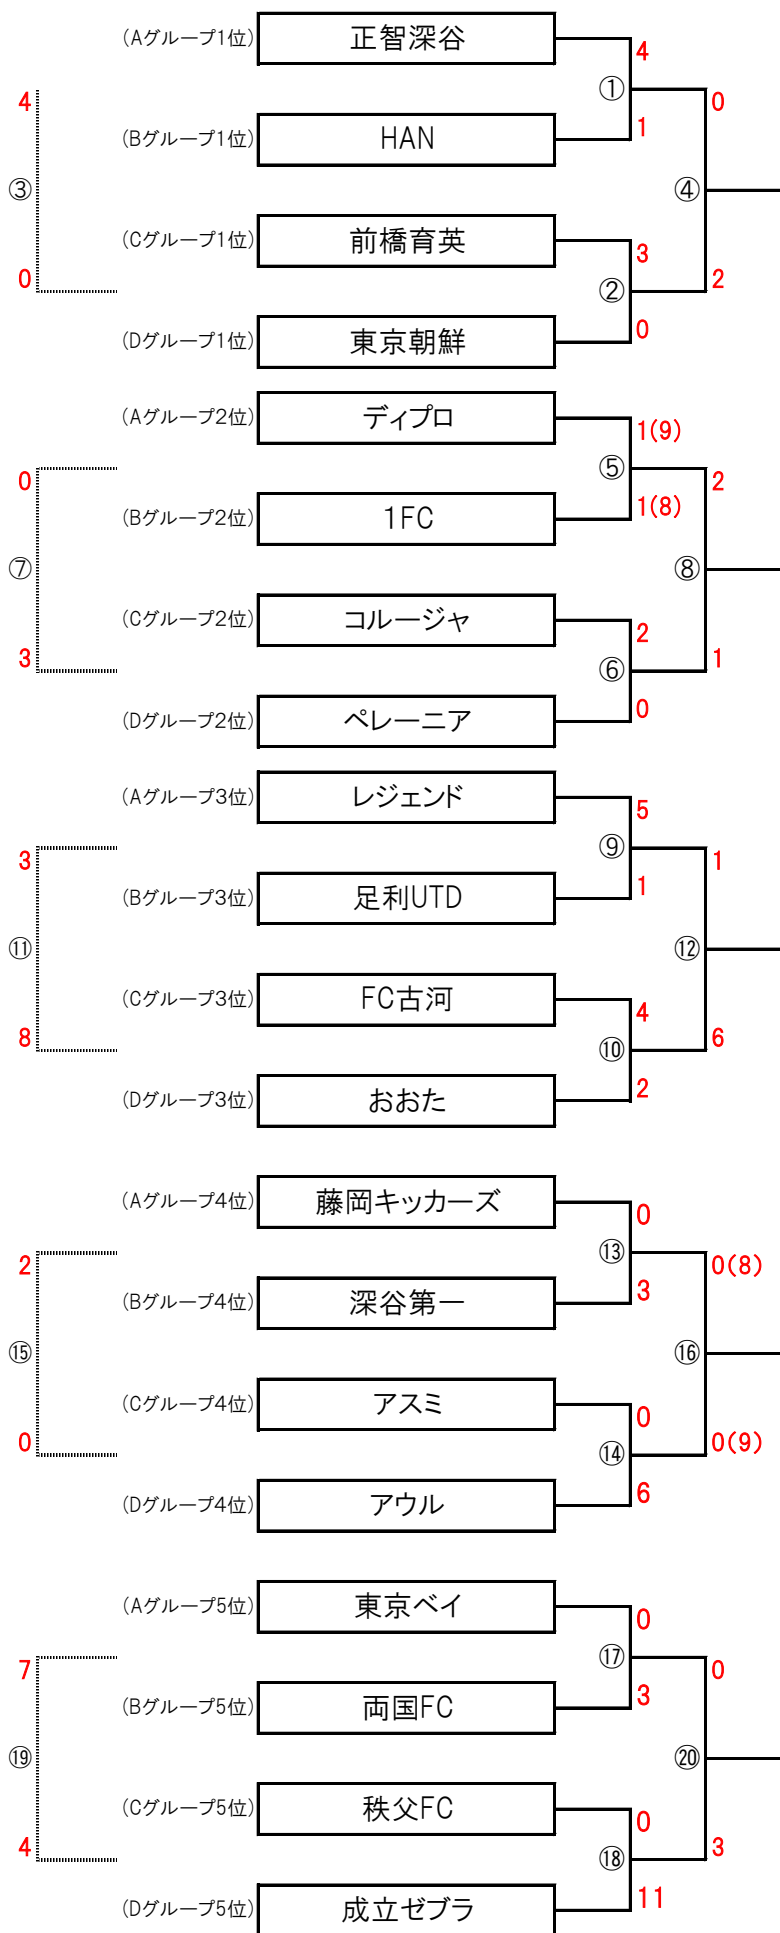 (Aグループ1位) 正智深谷 4
4 ① 0
(Bグループ1位) HAN 1
③ ④
(Cグループ1位) 前橋育英 3
0 ② 2
(Dグループ1位) 東京朝鮮 0
(Aグループ2位) ディプロ 1(9)
0 ⑤ 2
(Bグループ2位) 1FC 1(8)
⑦ ⑧
(Cグループ2位) コルージャ 2
3 ⑥ 1
(Dグループ2位) ペレーニア 0
(Aグループ3位) レジェンド 5
3 ⑨ 1
(Bグループ3位) 足利UTD 1
⑪ ⑫
(Cグループ3位) FC古河 4
8 ⑩ 6
(Dグループ3位) おおた 2
(Aグループ4位) 藤岡キッカーズ 0
2 ⑬ 0(8)
(Bグループ4位) 深谷第一 3
⑮ ⑯
(Cグループ4位) アスミ 0
0 ⑭ 0(9)
(Dグループ4位) アウル 6
(Aグループ5位) 東京ベイ 0
7 ⑰ 0
(Bグループ5位) 両国FC 3
⑲ ⑳
(Cグループ5位) 秩父FC 0
4 ⑱ 3
(Dグループ5位) 成立ゼブラ 11